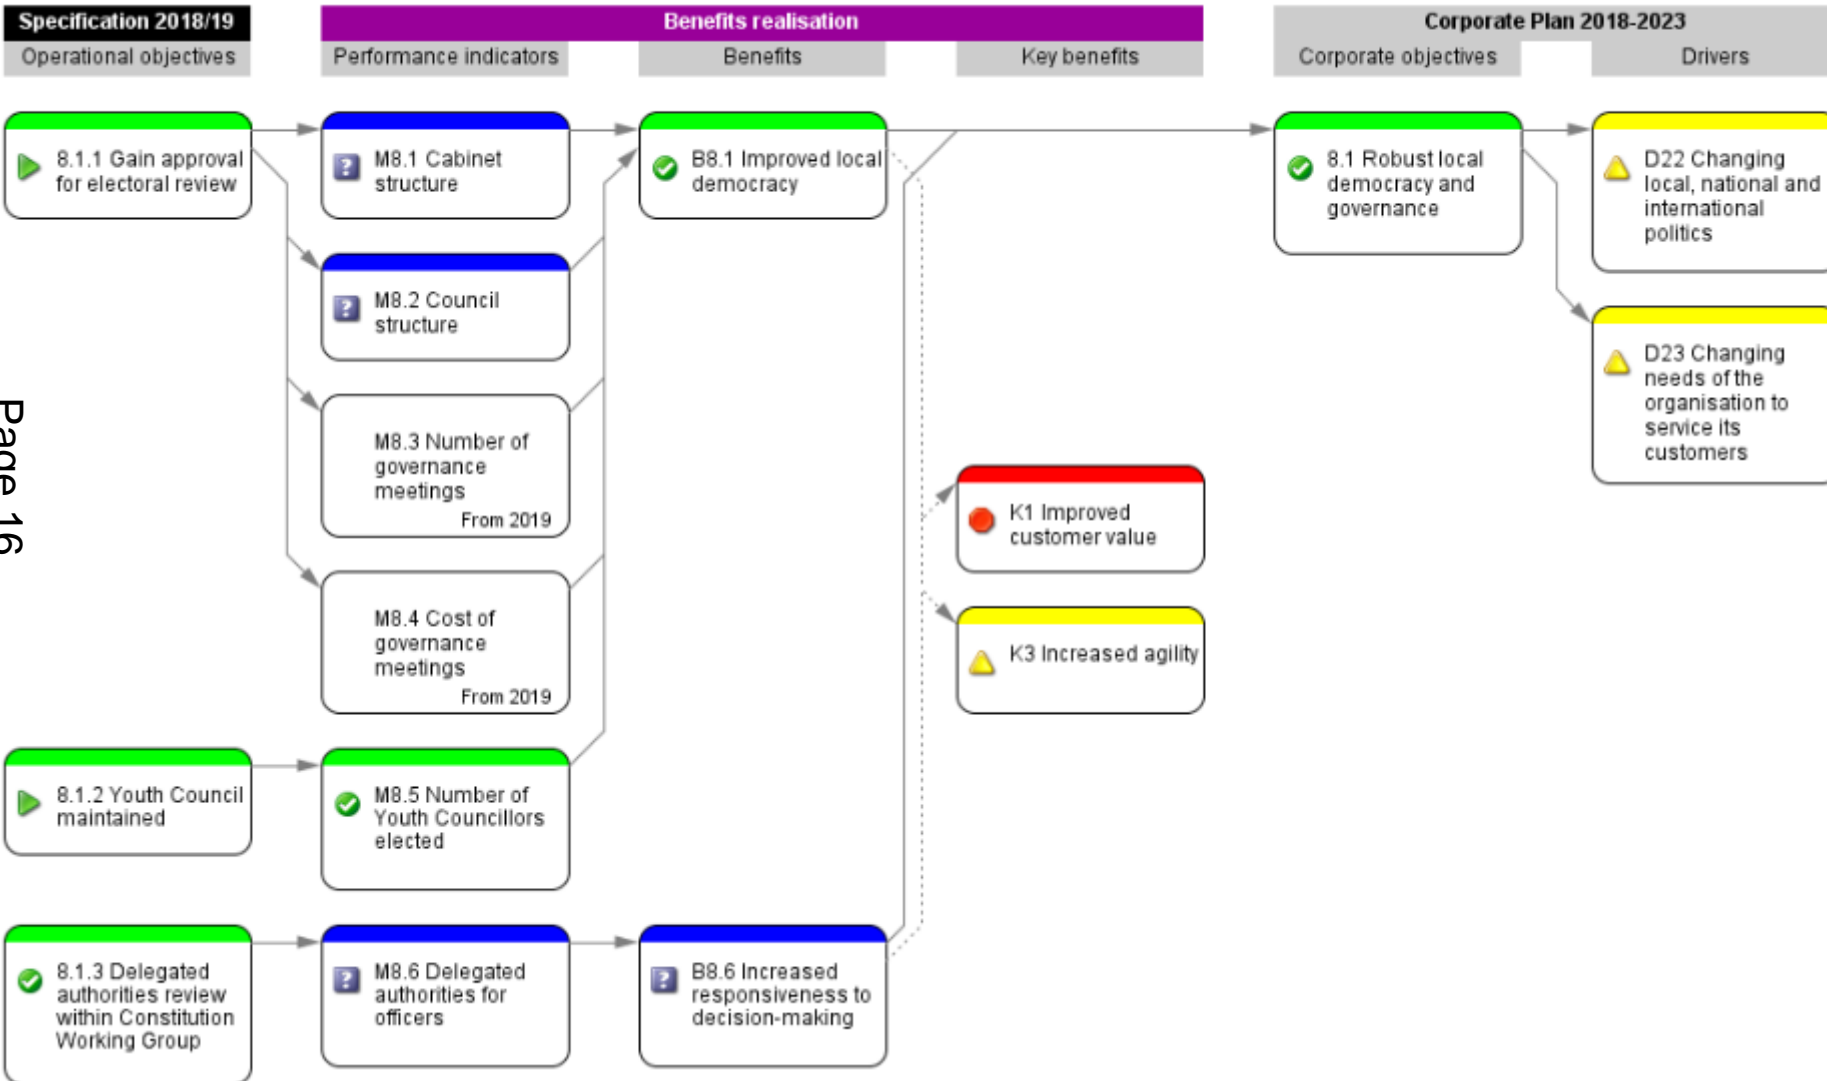 Specification 2018/19
Benefits realisation
Corporate Plan 2018-2023
Operational objectives
Performance indicators
Benefits
Key benefits
Corporate objectives
Drivers
8.1.1 Gain approval
for electoral review
M8.1 Cabinet
structure
B8.1 Improved local
democracy
8.1 Robust local
democracy and
governance
D22 Changing
local, national and
international
politics
?
M8.2 Council
structure
?
D23 Changing
needs of the
organisation to
service its
customers
M8.3 Number of
governance
meetings
From 2019
K1 Improved
customer value
Page 16
M8.4 Cost of
governance
meetings
From 2019
K3 Increased agility
8.1.2 Youth Council
maintained
M8.5 Number of
Youth Councillors
elected
8.1.3 Delegated
authorities review
within Constitution
Working Group
?
M8.6 Delegated
authorities for
officers
?
B8.6 Increased
responsiveness to
decision-making